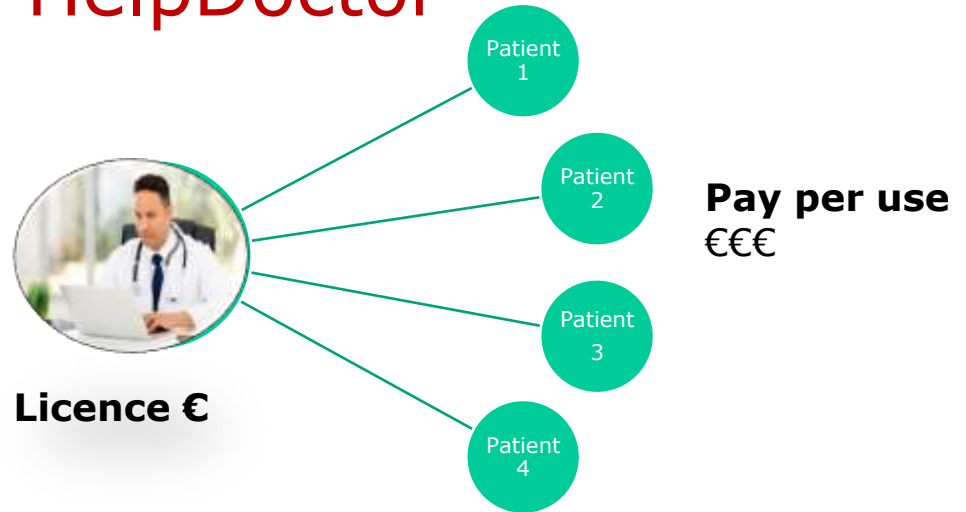 HelpDoctor
Patient
1
Patient
2
Pay per use
€€€
Patient
3
Licence €
Patient
4